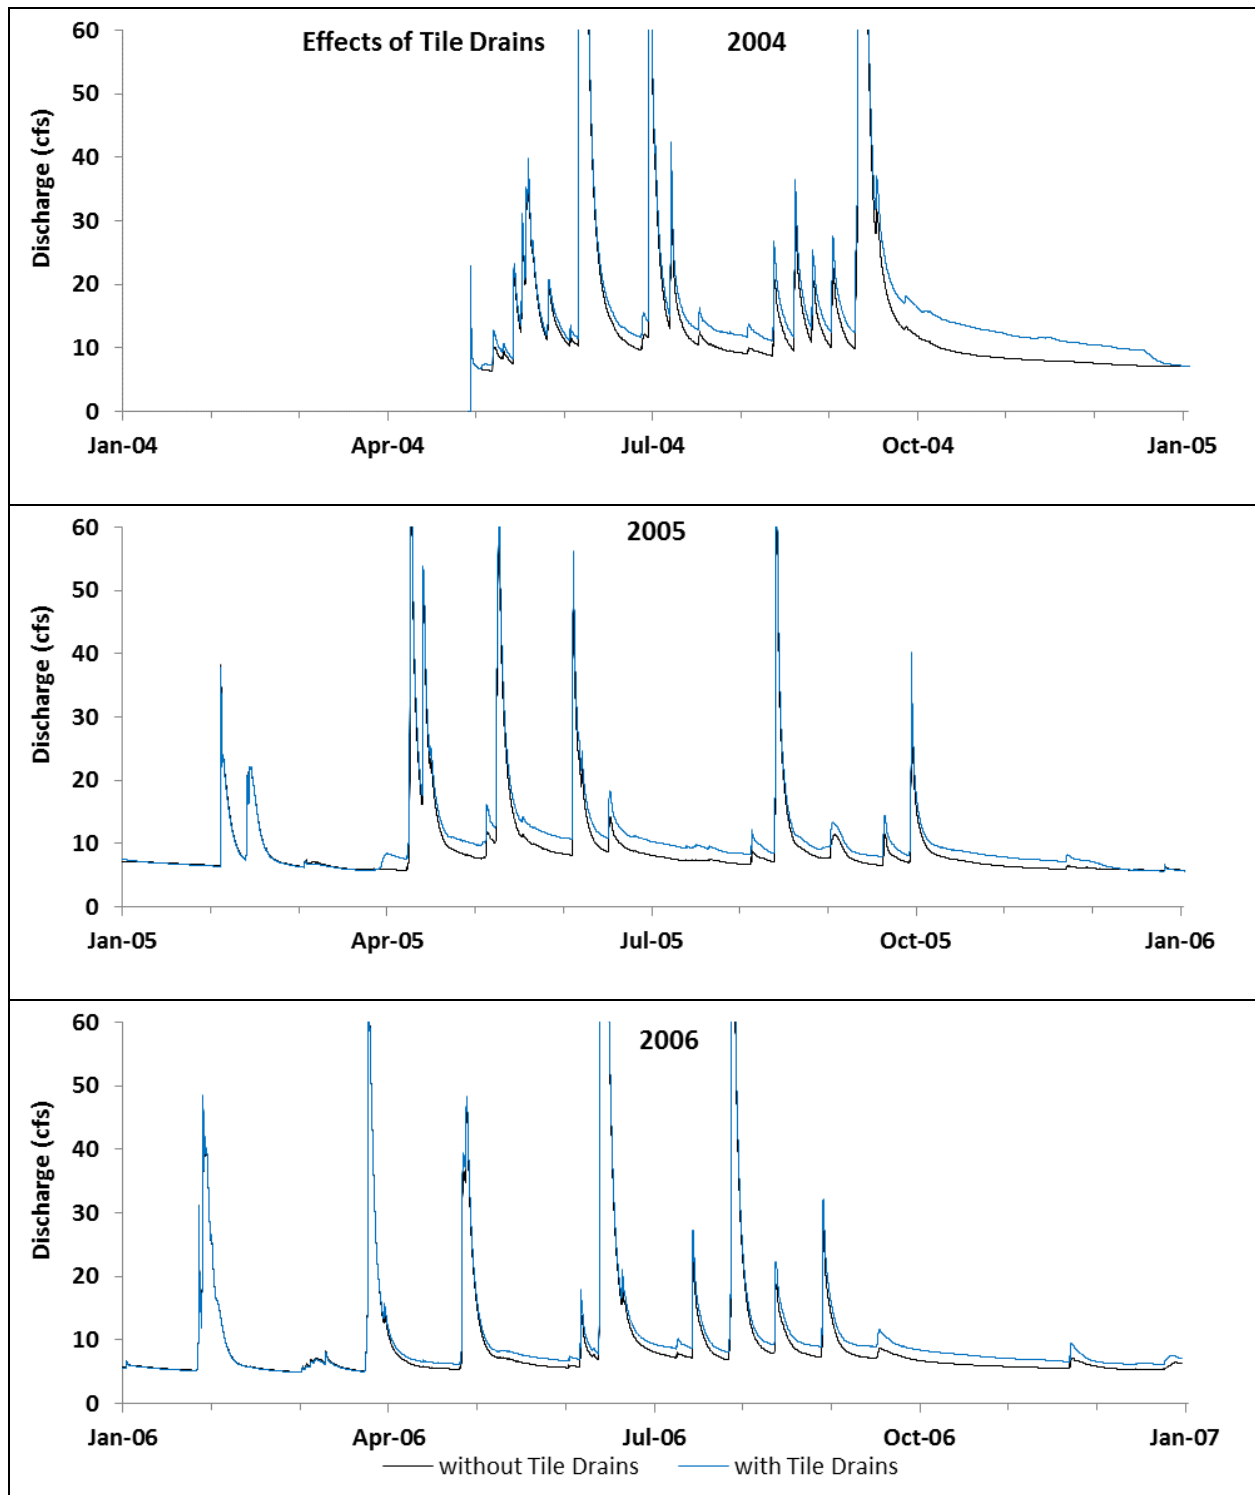 Effects of Tile Drains 2004
Discharge (cfs)
60
50
40
30
20
10
0
Jan-04 Apr-04 Jul-04 Oct-04 Jan-05
2005
Discharge (cfs)
60
50
40
30
20
10
0
Jan-05 Apr-05 Jul-05 Oct-05 Jan-06
2006
Discharge (cfs)
60
50
40
30
20
10
0
Jan-06 Apr-06 Jul-06 Oct-06 Jan-07
without Tile Drains with Tile Drains